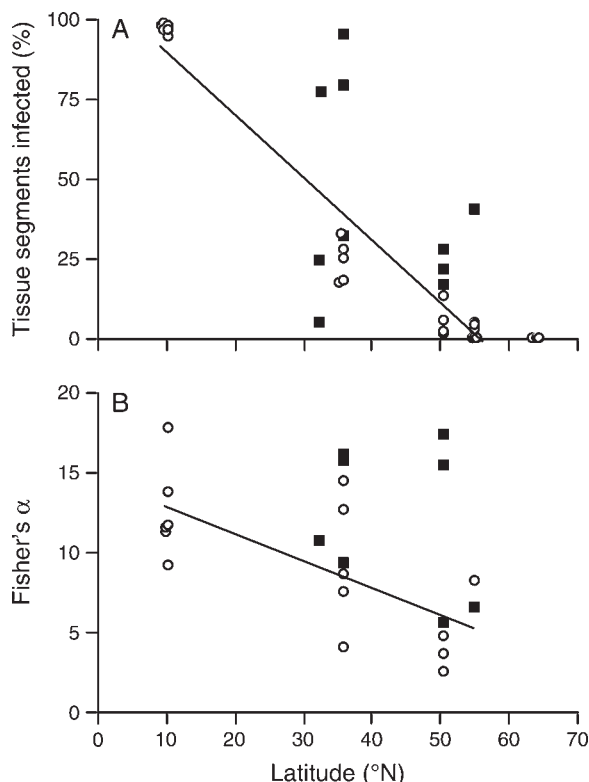 A
Tissue segments infected (%)
100
75
50
25
0
B
Fisher's α
20
15
10
5
0
0 10 20 30 40 50 60 70
Latitude (°N)